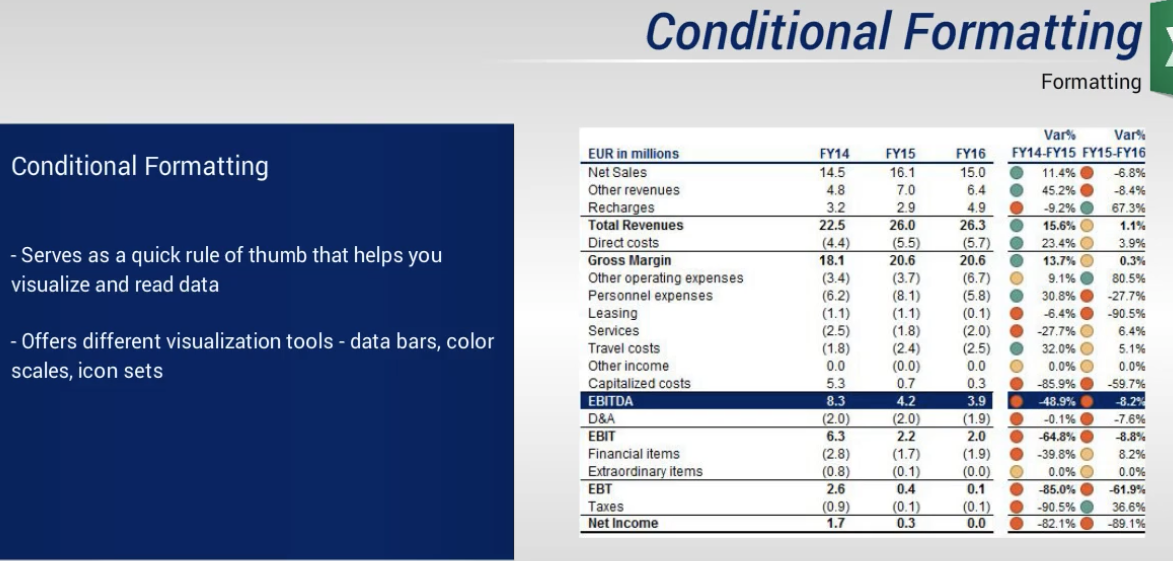 Conditional Formatting
Formatting
Conditional Formatting
- Serves as a quick rule of thumb that helps you
visualize and read data
- Offers different visualization tools - data bars, color
scales, icon sets
Var% Var%
EUR in millions FY14 FY15 FY16 FY14-FY15 FY15-FY16
Net Sales 14.5 16.1 15.0 11.4% -6.8%
Other revenues 4.8 7.0 6.4 45.2% -8.4%
Recharges 3.2 2.9 4.9 -9.2% 67.3%
Total Revenues 22.5 26.0 26.3 15.6% 1.1%
Direct costs (4.4) (5.5) (5.7) 23.4% 3.9%
Gross Margin 18.1 20.6 20.6 13.7% 0.3%
Other operating expenses (3.4) (3.7) (6.7) 9.1% 80.5%
Personnel expenses (6.2) (8.1) (5.8) 30.8% -27.7%
Leasing (1.1) (1.1) (0.1) -6.4% -90.5%
Services (2.5) (1.8) (2.0) -27.7% 6.4%
Travel costs (1.8) (2.4) (2.5) 32.0% 5.1%
Other income 0.0 (0.0) 0.0 0.0% 0.0%
Capitalized costs 5.3 0.7 0.3 -85.9% -59.7%
EBITDA 8.3 4.2 3.9 -48.9% -8.2%
D&A (2.0) (2.0) (1.9) -0.1% -7.6%
EBIT 6.3 2.2 2.0 -64.8% -8.8%
Financial items (2.8) (1.7) (1.9) -39.8% 8.2%
Extraordinary items (0.8) (0.1) (0.0) 0.0% 0.0%
EBT 2.6 0.4 0.1 -85.0% -61.9%
Taxes (0.9) (0.1) (0.1) -90.5% 36.6%
Net Income 1.7 0.3 0.0 -82.1% -89.1%